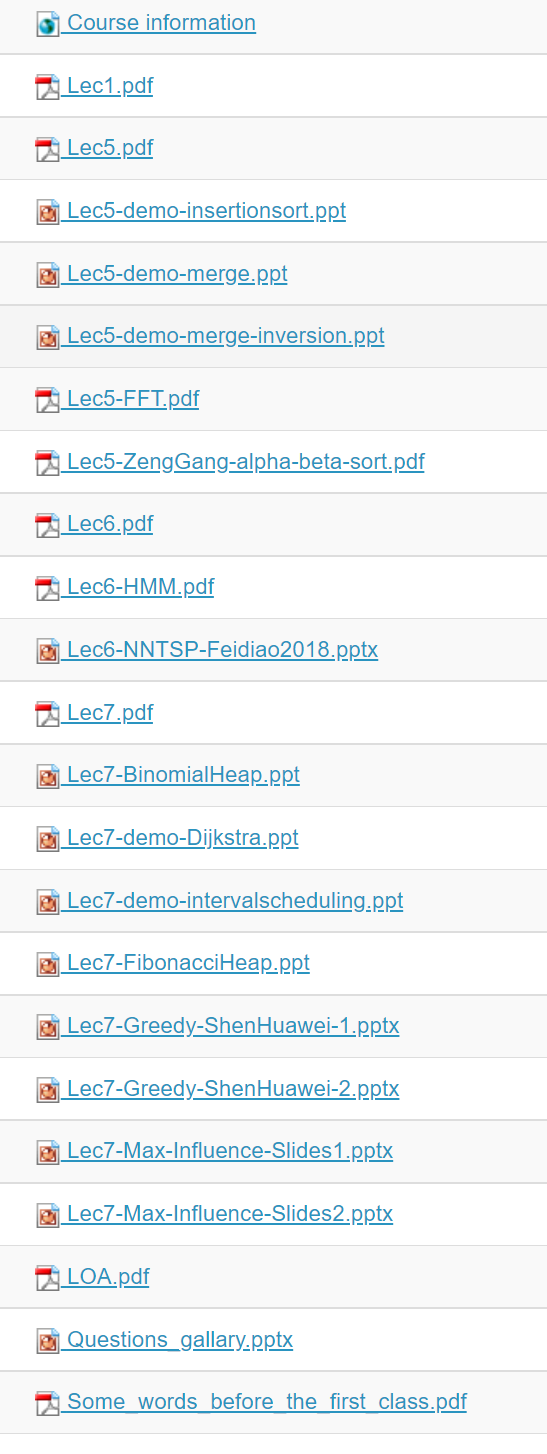 Course information
Lec1.pdf
Lec5.pdf
Lec5-demo-insertionsort.ppt
Lec5-demo-merge.ppt
Lec5-demo-merge-inversion.ppt
Lec5-FFT.pdf
Lec5-ZengGang-alpha-beta-sort.pdf
Lec6.pdf
Lec6-HMM.pdf
Lec6-NNTSP-Feidiao2018.pptx
Lec7.pdf
Lec7-BinomialHeap.ppt
Lec7-demo-Dijkstra.ppt
Lec7-demo-intervalscheduling.ppt
Lec7-FibonacciHeap.ppt
Lec7-Greedy-ShenHuawei-1.pptx
Lec7-Greedy-ShenHuawei-2.pptx
Lec7-Max-Influence-Slides1.pptx
Lec7-Max-Influence-Slides2.pptx
LOA.pdf
Questions_gallary.pptx
Some_words_before_the_first_class.pdf